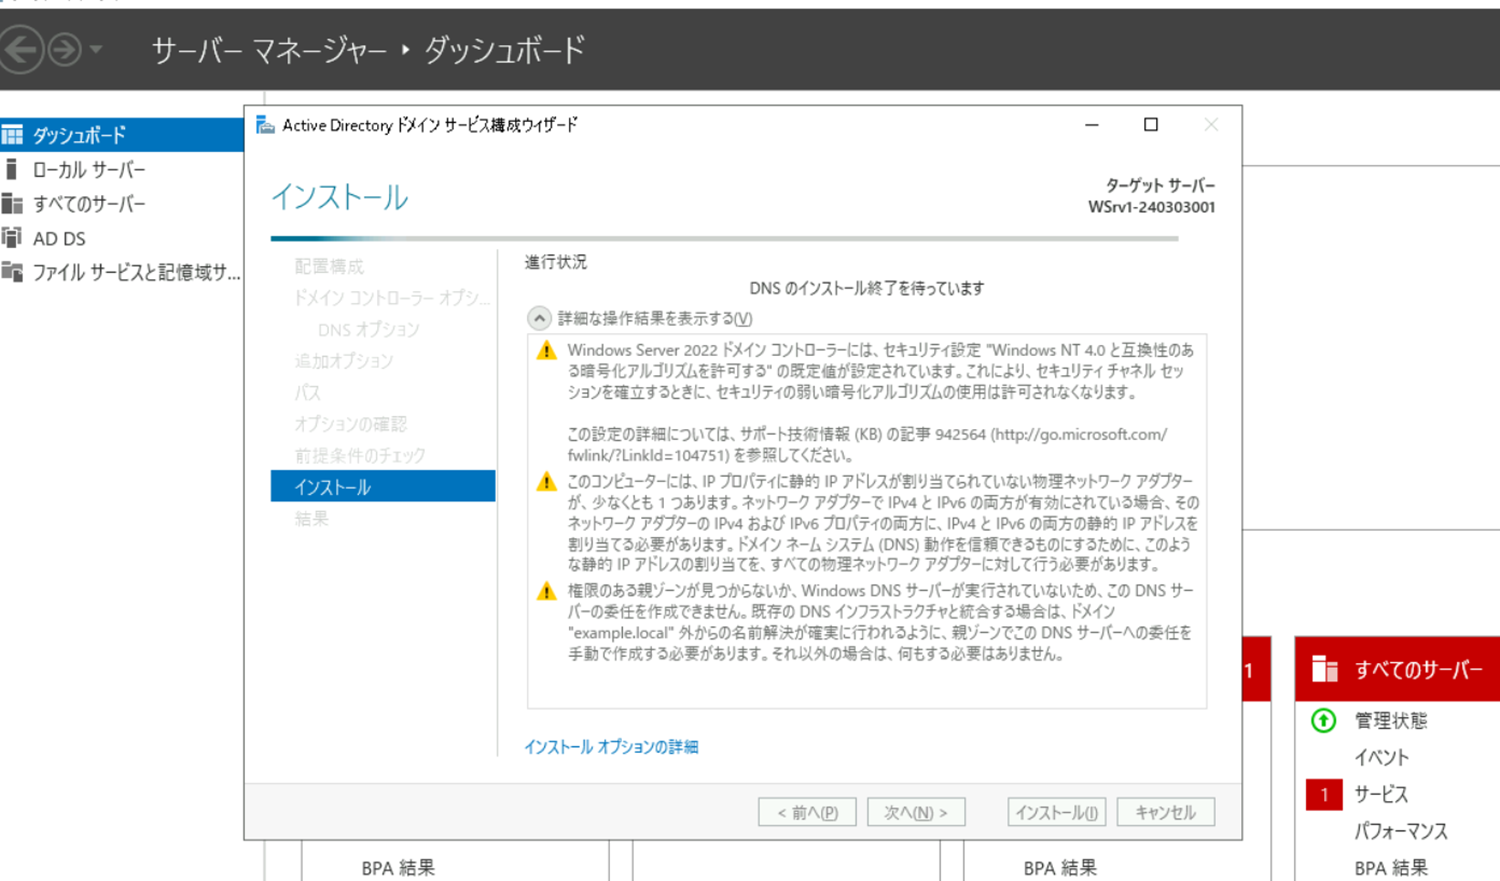 サーバー マネージャー ‣ ダッシュボード
ダッシュボード
ローカル サーバー
すべてのサーバー
AD DS
ファイル サービスと記憶域サ...
Active Directory ドメイン サービス構成ウィザード
インストール
ターゲット サーバー
WSrv1-240303001
配置構成
ドメイン コントローラー オプシ...
DNS オプション
追加オプション
パス
オプションの確認
前提条件のチェック
インストール
結果
進行状況
DNS のインストール終了を待っています
詳細な操作結果を表示する(V)
Windows Server 2022 ドメイン コントローラーには、セキュリティ設定 "Windows NT 4.0 と互換性のあ
る暗号化アルゴリズムを許可する" の既定値が設定されています。これにより、セキュリティ チャネル セッ
ションを確立するときに、セキュリティの弱い暗号化アルゴリズムの使用は許可されなくなります。
この設定の詳細については、サポート技術情報 (KB) の記事 942564 (http://go.microsoft.com/
fwlink/?LinkId=104751) を参照してください。
このコンピューターには、IP プロパティに静的 IP アドレスが割り当てられていない物理ネットワーク アダプター
が、少なくとも 1 つあります。ネットワーク アダプターで IPv4 と IPv6 の両方が有効にされている場合、その
ネットワーク アダプターの IPv4 および IPv6 プロパティの両方に、IPv4 と IPv6 の両方の静的 IP アドレスを
割り当てる必要があります。ドメイン ネーム システム (DNS) 動作を信頼できるものにするために、このよう
な静的 IP アドレスの割り当てを、すべての物理ネットワーク アダプターに対して行う必要があります。
権限のある親ゾーンが見つからないか、Windows DNS サーバーが実行されていないため、この DNS サー
バーの委任を作成できません。既存の DNS インフラストラクチャと統合する場合は、ドメイン
"example.local" 外からの名前解決が確実に行われるように、親ゾーンでこの DNS サーバーへの委任を
手動で作成する必要があります。それ以外の場合は、何もする必要はありません。
インストール オプションの詳細
< 前へ(P)
次へ(N) >
インストール(I)
キャンセル
1
すべてのサーバー
管理状態
イベント
1
サービス
パフォーマンス
BPA 結果
BPA 結果
BPA 結果